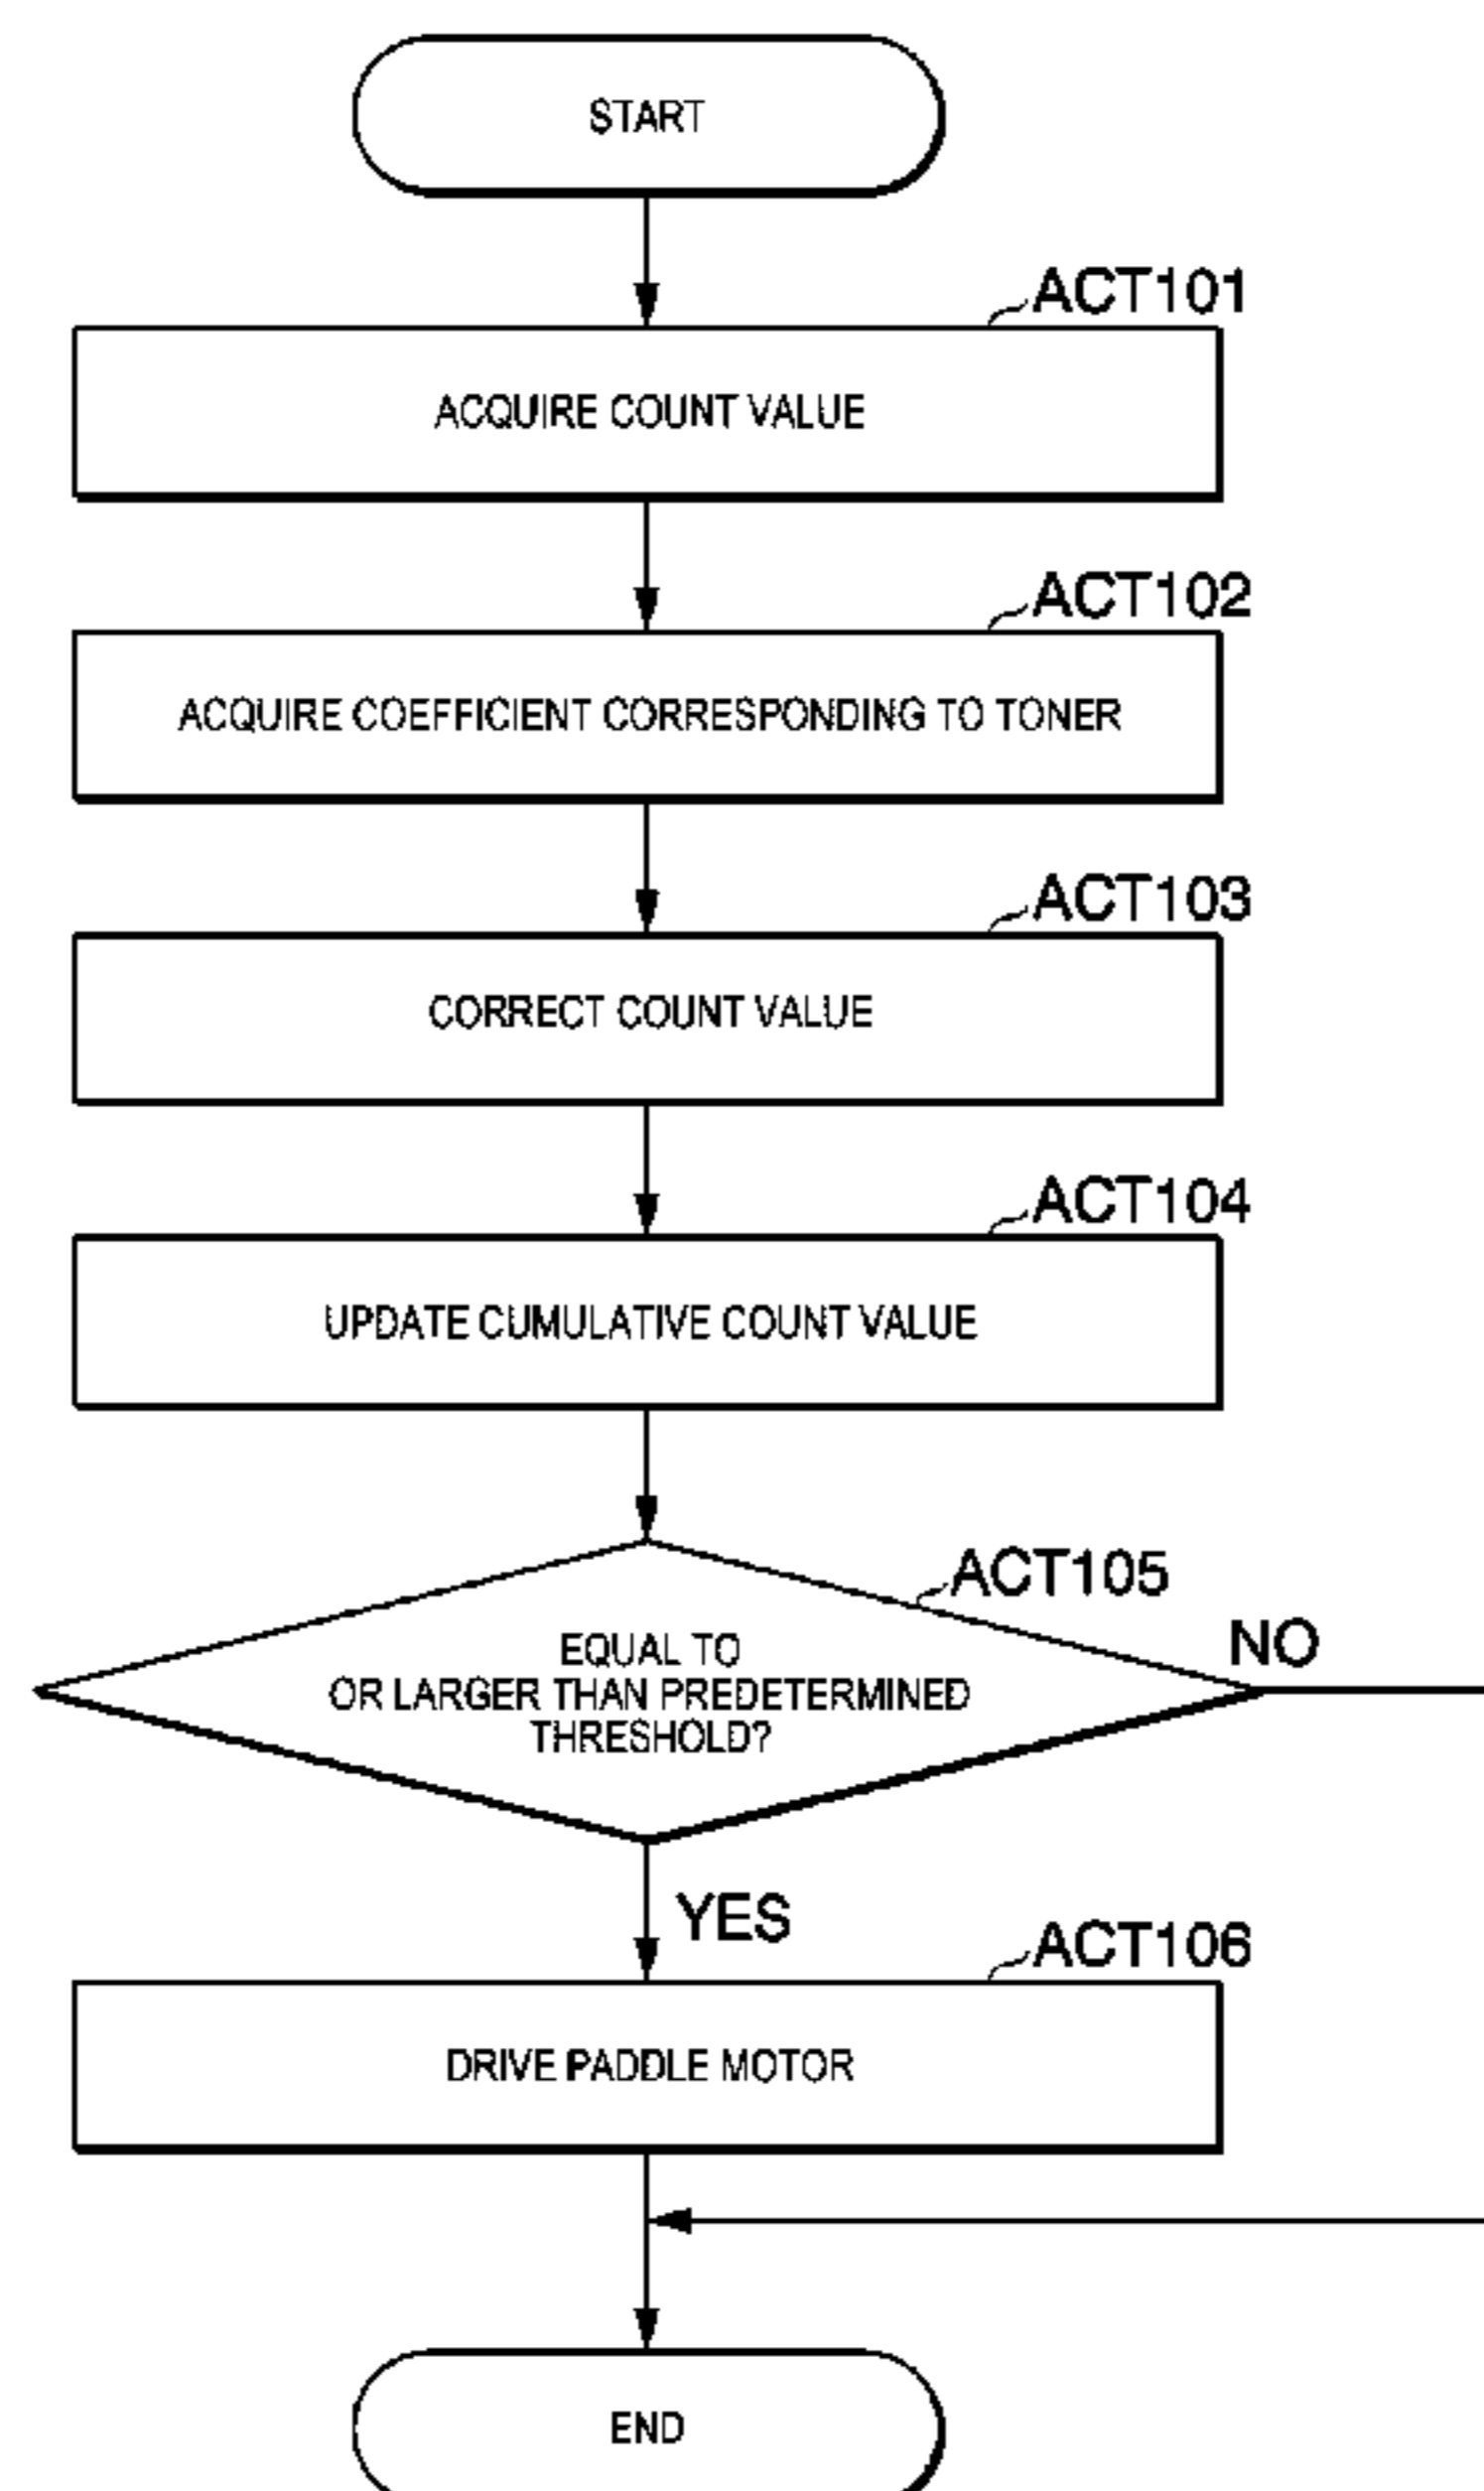 START
ACT101
ACQUIRE COUNT VALUE
ACT102
ACQUIRE COEFFICIENT CORRESPONDING TO TONER
ACT103
CORRECT COUNT VALUE
ACT104
UPDATE CUMULATIVE COUNT VALUE
ACT105
NO
EQUAL TO
OR LARGER THAN PREDETERMINED
THRESHOLD?
YES
ACT106
DRIVE PADDLE MOTOR
END